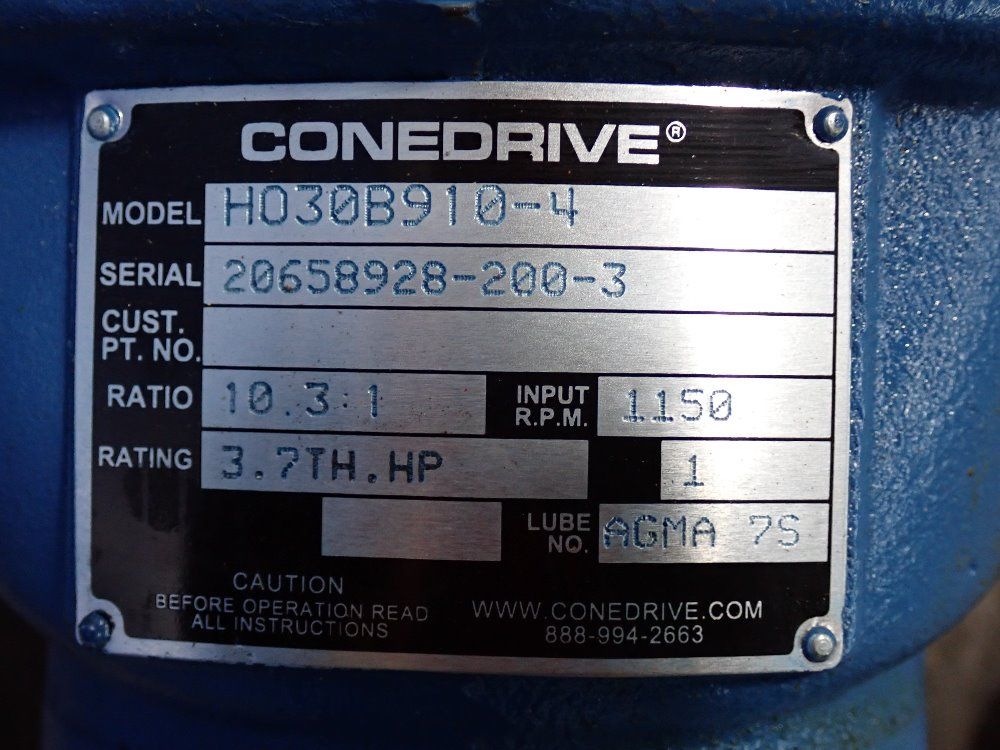 CONEDRIVE®
MODEL HO30B910-4
SERIAL 20658928-200-3
CUST.
PT. NO.
RATIO 10.3:1 INPUT R.P.M. 1150
RATING 3.7TH.HP 1
LUBE NO. AGMA 7S
CAUTION
BEFORE OPERATION READ
ALL INSTRUCTIONS
WWW.CONEDRIVE.COM
888-994-2663